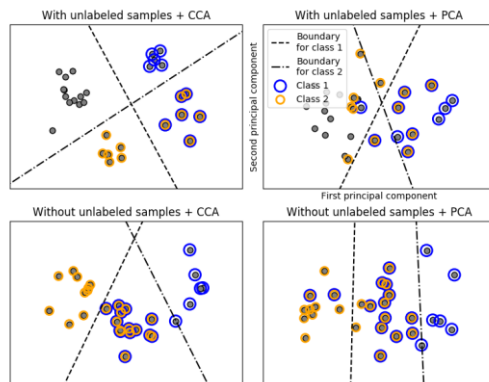 With unlabeled samples + CCA
With unlabeled samples + PCA
Second principal component
Boundary
for class 1
Boundary
for class 2
Class 1
Class 2
First principal component
Without unlabeled samples + CCA
Without unlabeled samples + PCA